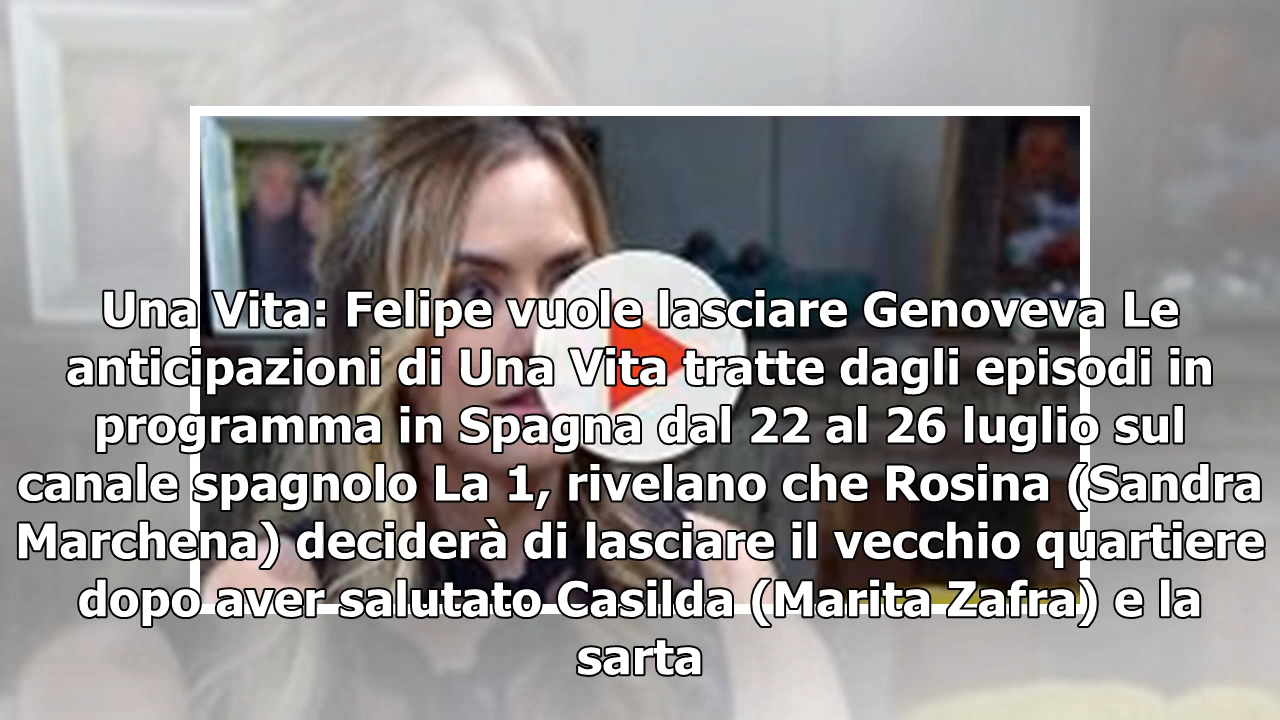 Una Vita: Felipe vuole lasciare Genoveva Le
anticipazioni di Una Vita tratte dagli episodi in
programma in Spagna dal 22 al 26 luglio sul
canale spagnolo La 1, rivelano che Rosina (Sandra
Marchena) deciderà di lasciare il vecchio quartiere
dopo aver salutato Casilda (Marita Zafra) e la
sarta